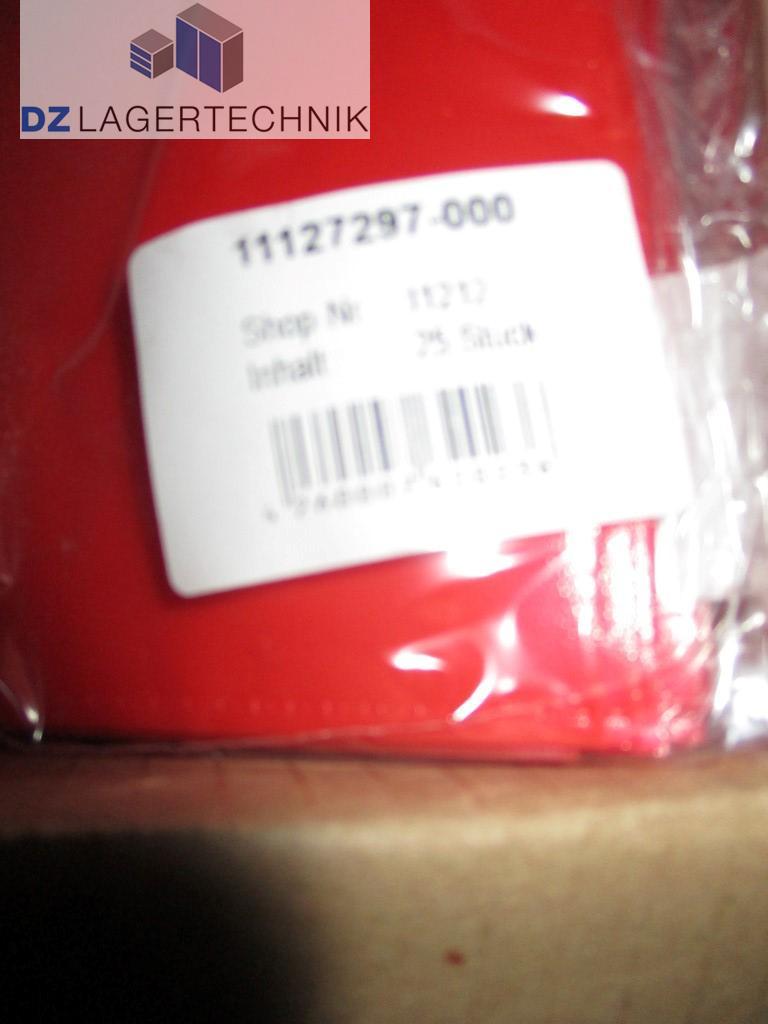 DZ LAGERTECHNIK
11127297-000
Shop Nr. 11212
Inhalt 25 Stück